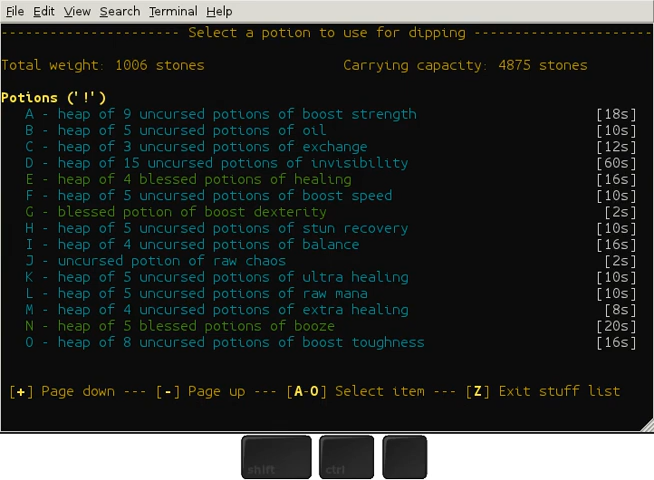 File Edit View Search Terminal Help
---------------------- Select a potion to use for dipping ----------------------
Total weight: 1006 stones Carrying capacity: 4875 stones
Potions ('!')
A - heap of 9 uncursed potions of boost strength [18s]
B - heap of 5 uncursed potions of oil [10s]
C - heap of 3 uncursed potions of exchange [12s]
D - heap of 15 uncursed potions of invisibility [60s]
E - heap of 4 blessed potions of healing [16s]
F - heap of 5 uncursed potions of boost speed [10s]
G - blessed potion of boost dexterity [2s]
H - heap of 5 uncursed potions of stun recovery [10s]
I - heap of 4 uncursed potions of balance [16s]
J - uncursed potion of raw chaos [2s]
K - heap of 5 uncursed potions of ultra healing [10s]
L - heap of 5 uncursed potions of raw mana [10s]
M - heap of 4 uncursed potions of extra healing [8s]
N - heap of 5 blessed potions of booze [20s]
O - heap of 8 uncursed potions of boost toughness [16s]
[+] Page down --- [-] Page up --- [A-O] Select item --- [Z] Exit stuff list
shift ctrl